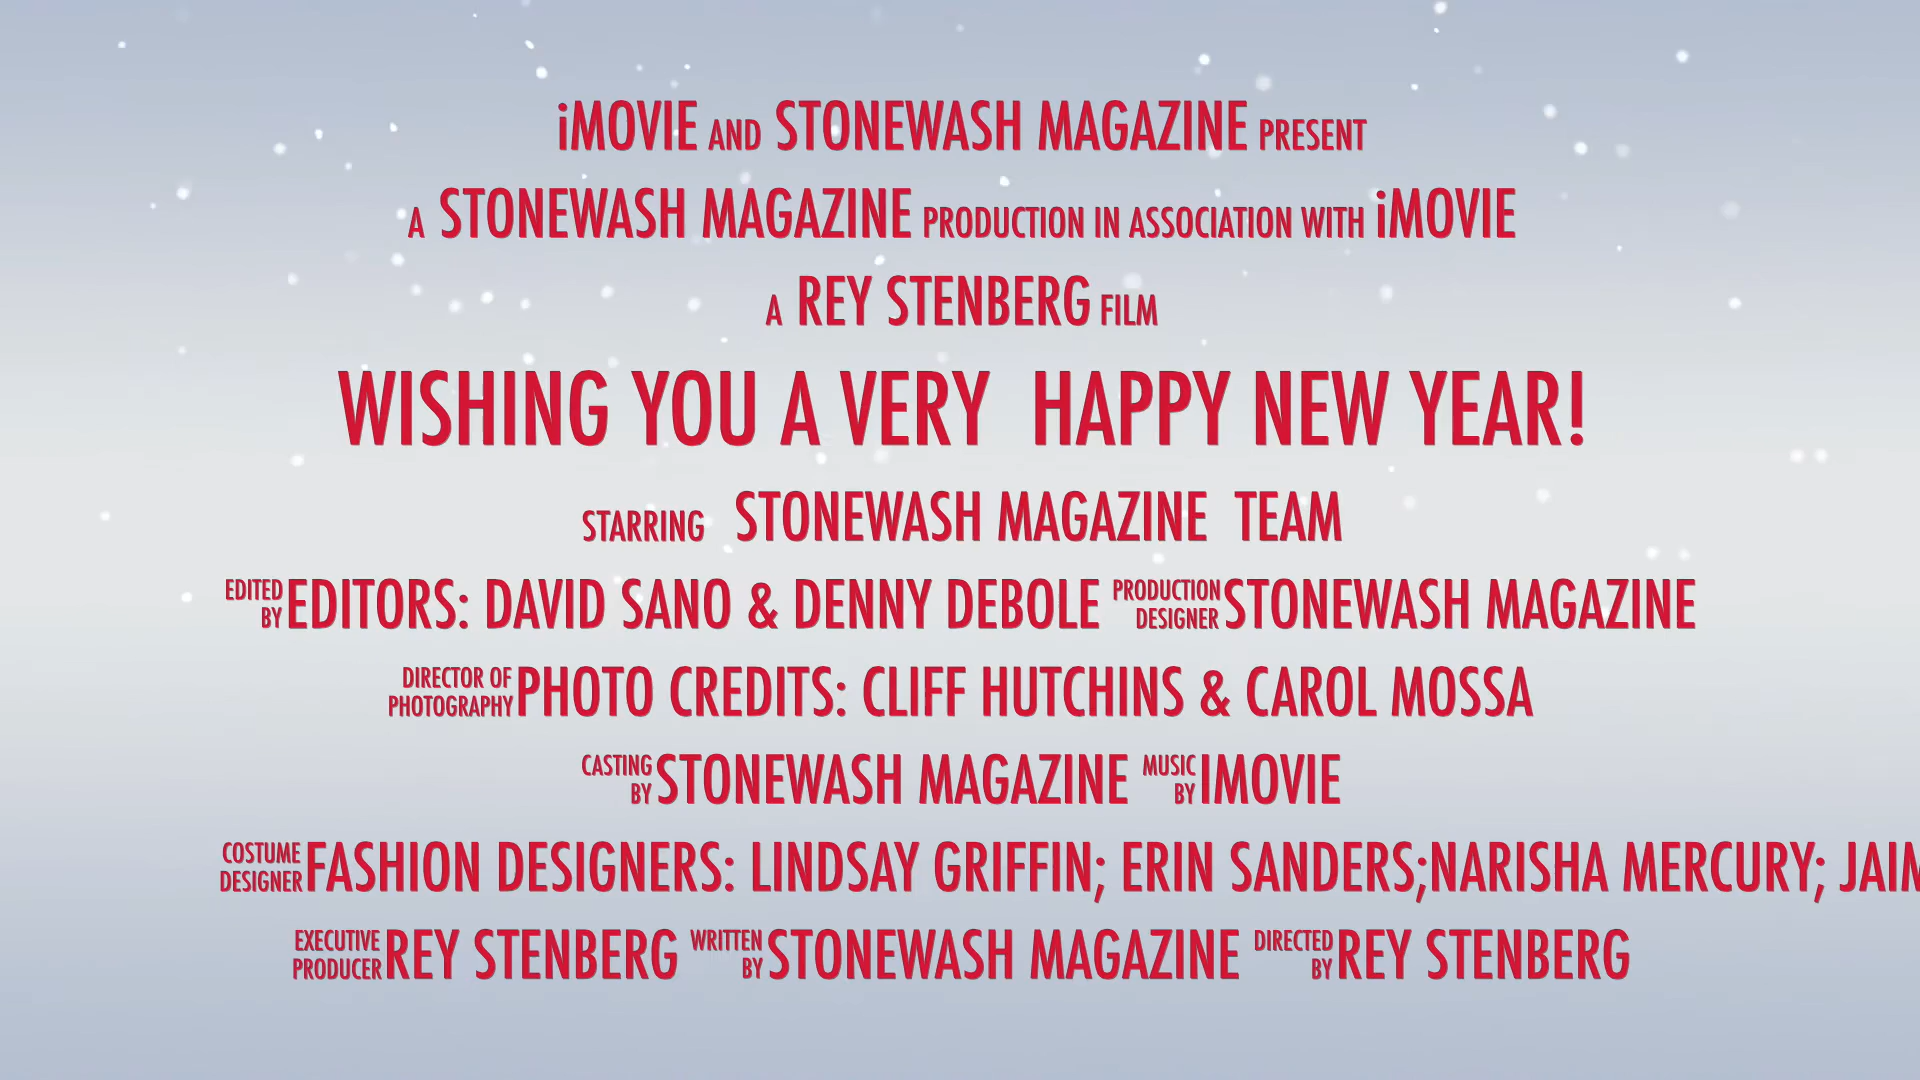 iMOVIE AND STONEWASH MAGAZINE PRESENT
A STONEWASH MAGAZINE PRODUCTION IN ASSOCIATION WITH iMOVIE
A REY STENBERG FILM
WISHING YOU A VERY HAPPY NEW YEAR!
STARRING STONEWASH MAGAZINE TEAM
EDITED BY EDITORS: DAVID SANO & DENNY DEBOLE PRODUCTION DESIGNER STONEWASH MAGAZINE
DIRECTOR OF PHOTOGRAPHY PHOTO CREDITS: CLIFF HUTCHINS & CAROL MOSSA
CASTING BY STONEWASH MAGAZINE MUSIC BY IMOVIE
COSTUME DESIGNER FASHION DESIGNERS: LINDSAY GRIFFIN; ERIN SANDERS;NARISHA MERCURY;
EXECUTIVE PRODUCER REY STENBERG WRITTEN BY STONEWASH MAGAZINE DIRECTED BY REY STENBERG